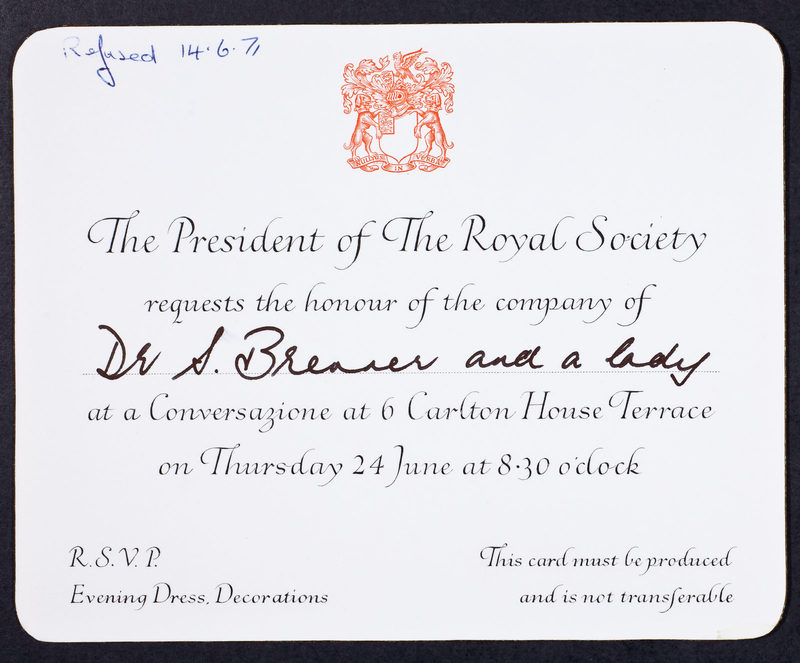 Refused 14.6.71
NULLIUS IN VERBA
The President of The Royal Society
requests the honour of the company of
Dr S. Brenner and a lady
at a Conversazione at 6 Carlton House Terrace
on Thursday 24 June at 8·30 o'clock
R.S.V.P.
Evening Dress, Decorations
This card must be produced
and is not transferable